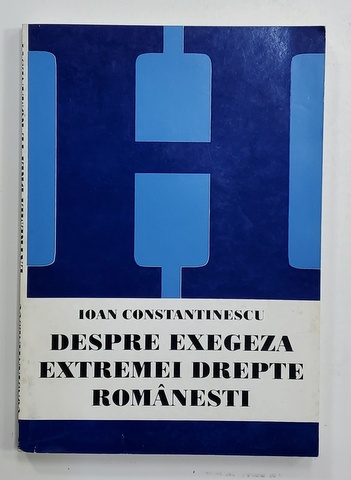 IOAN CONSTANTINESCU
DESPRE EXEGEZA
EXTREMEI DREPTE
ROMÂNESTI